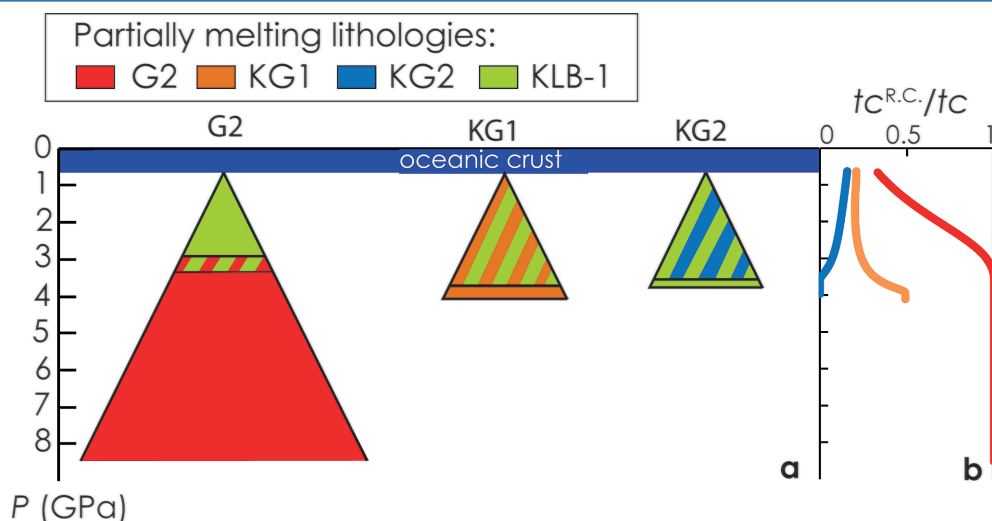 Partially melting lithologies:
G2 KG1 KG2 KLB-1
G2 KG1 KG2
tc^R.C./tc
0 0.5 1
oceanic crust
0
1
2
3
4
5
6
7
8
a b
P (GPa)